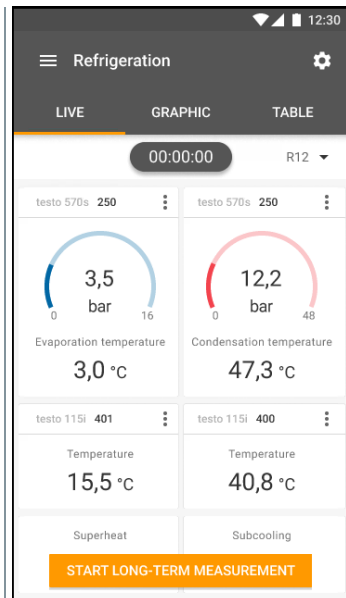 12:30
Refrigeration
LIVE GRAPHIC TABLE
00:00:00 R12
testo 570s 250 testo 570s 250
3,5 12,2
bar bar
0 16 0 48
Evaporation temperature Condensation temperature
3,0 °C 47,3 °C
testo 115i 401 testo 115i 400
Temperature Temperature
15,5 °C 40,8 °C
Superheat Subcooling
START LONG-TERM MEASUREMENT